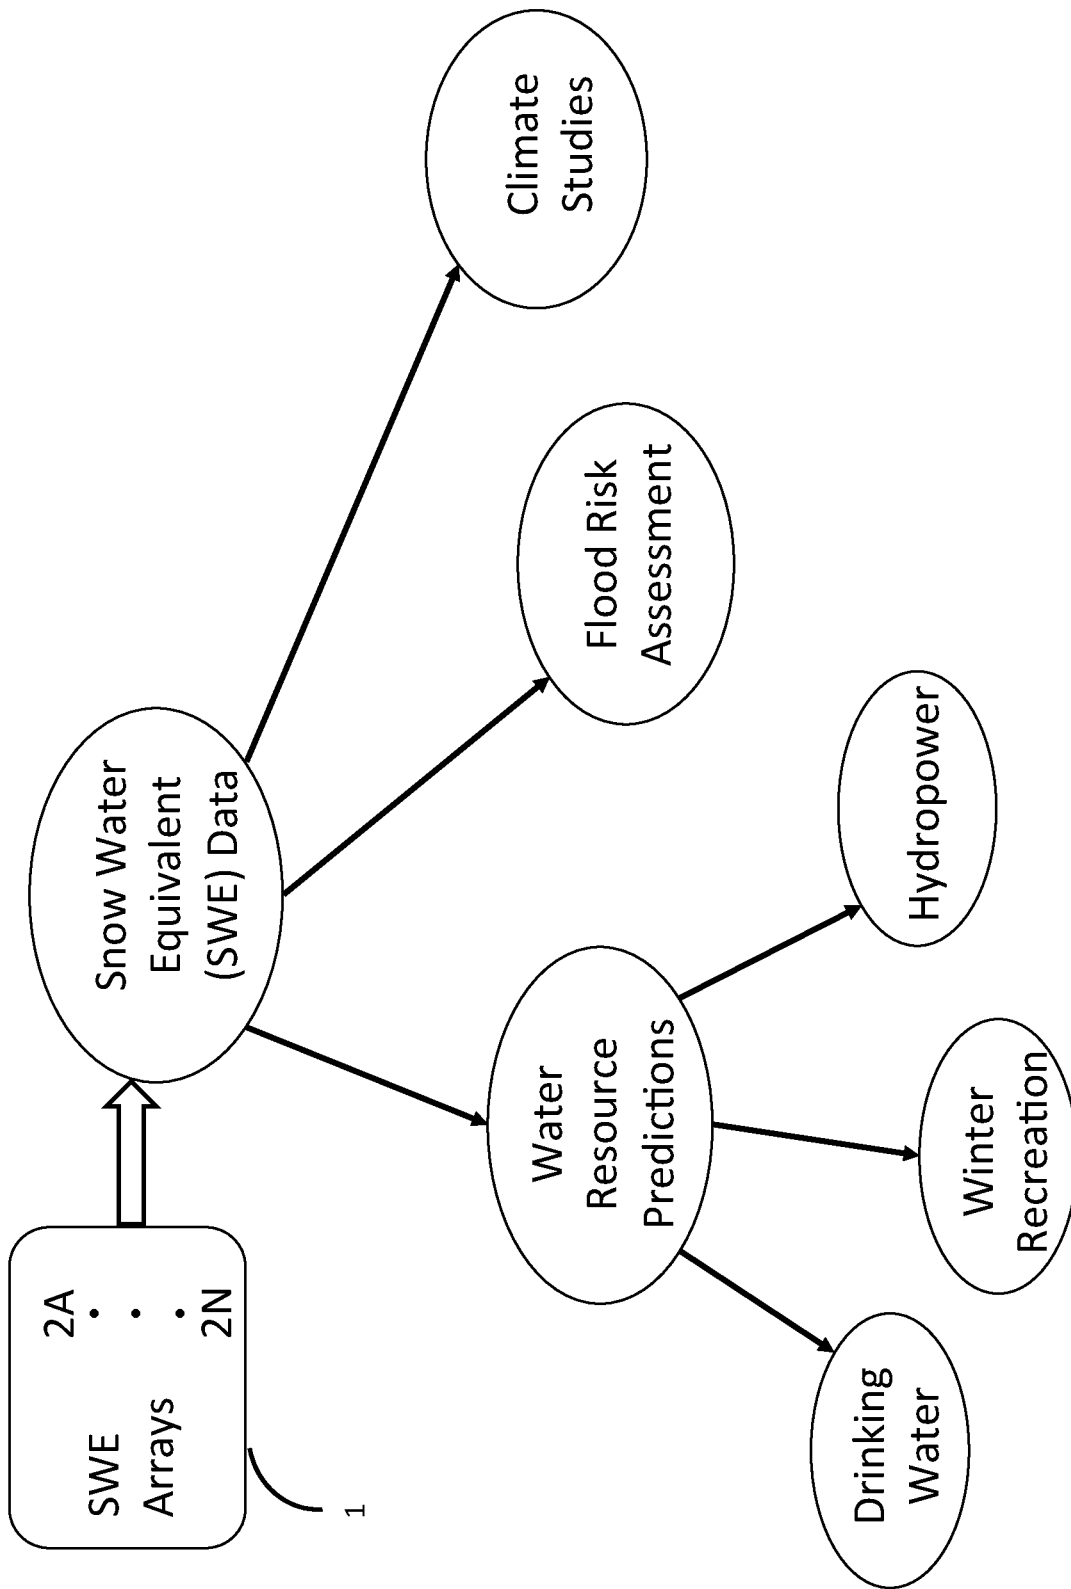 SWE
Arrays
2A
2N
1
Snow Water
Equivalent
(SWE) Data
Water
Resource
Predictions
Flood Risk
Assessment
Climate
Studies
Drinking
Water
Winter
Recreation
Hydropower